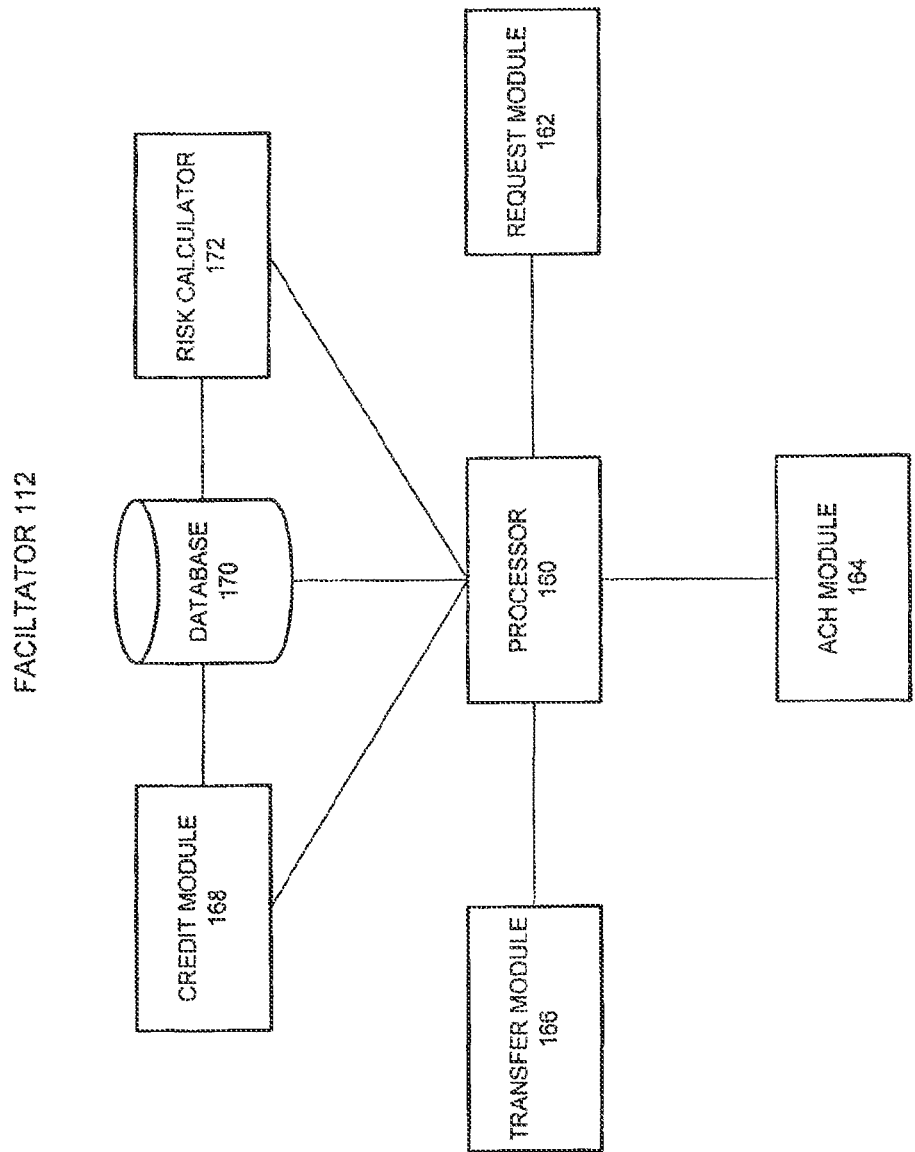 FACILTATOR 112
CREDIT MODULE
168
DATABASE
170
RISK CALCULATOR
172
TRANSFER MODULE
166
PROCESSOR
160
REQUEST MODULE
162
ACH MODULE
164